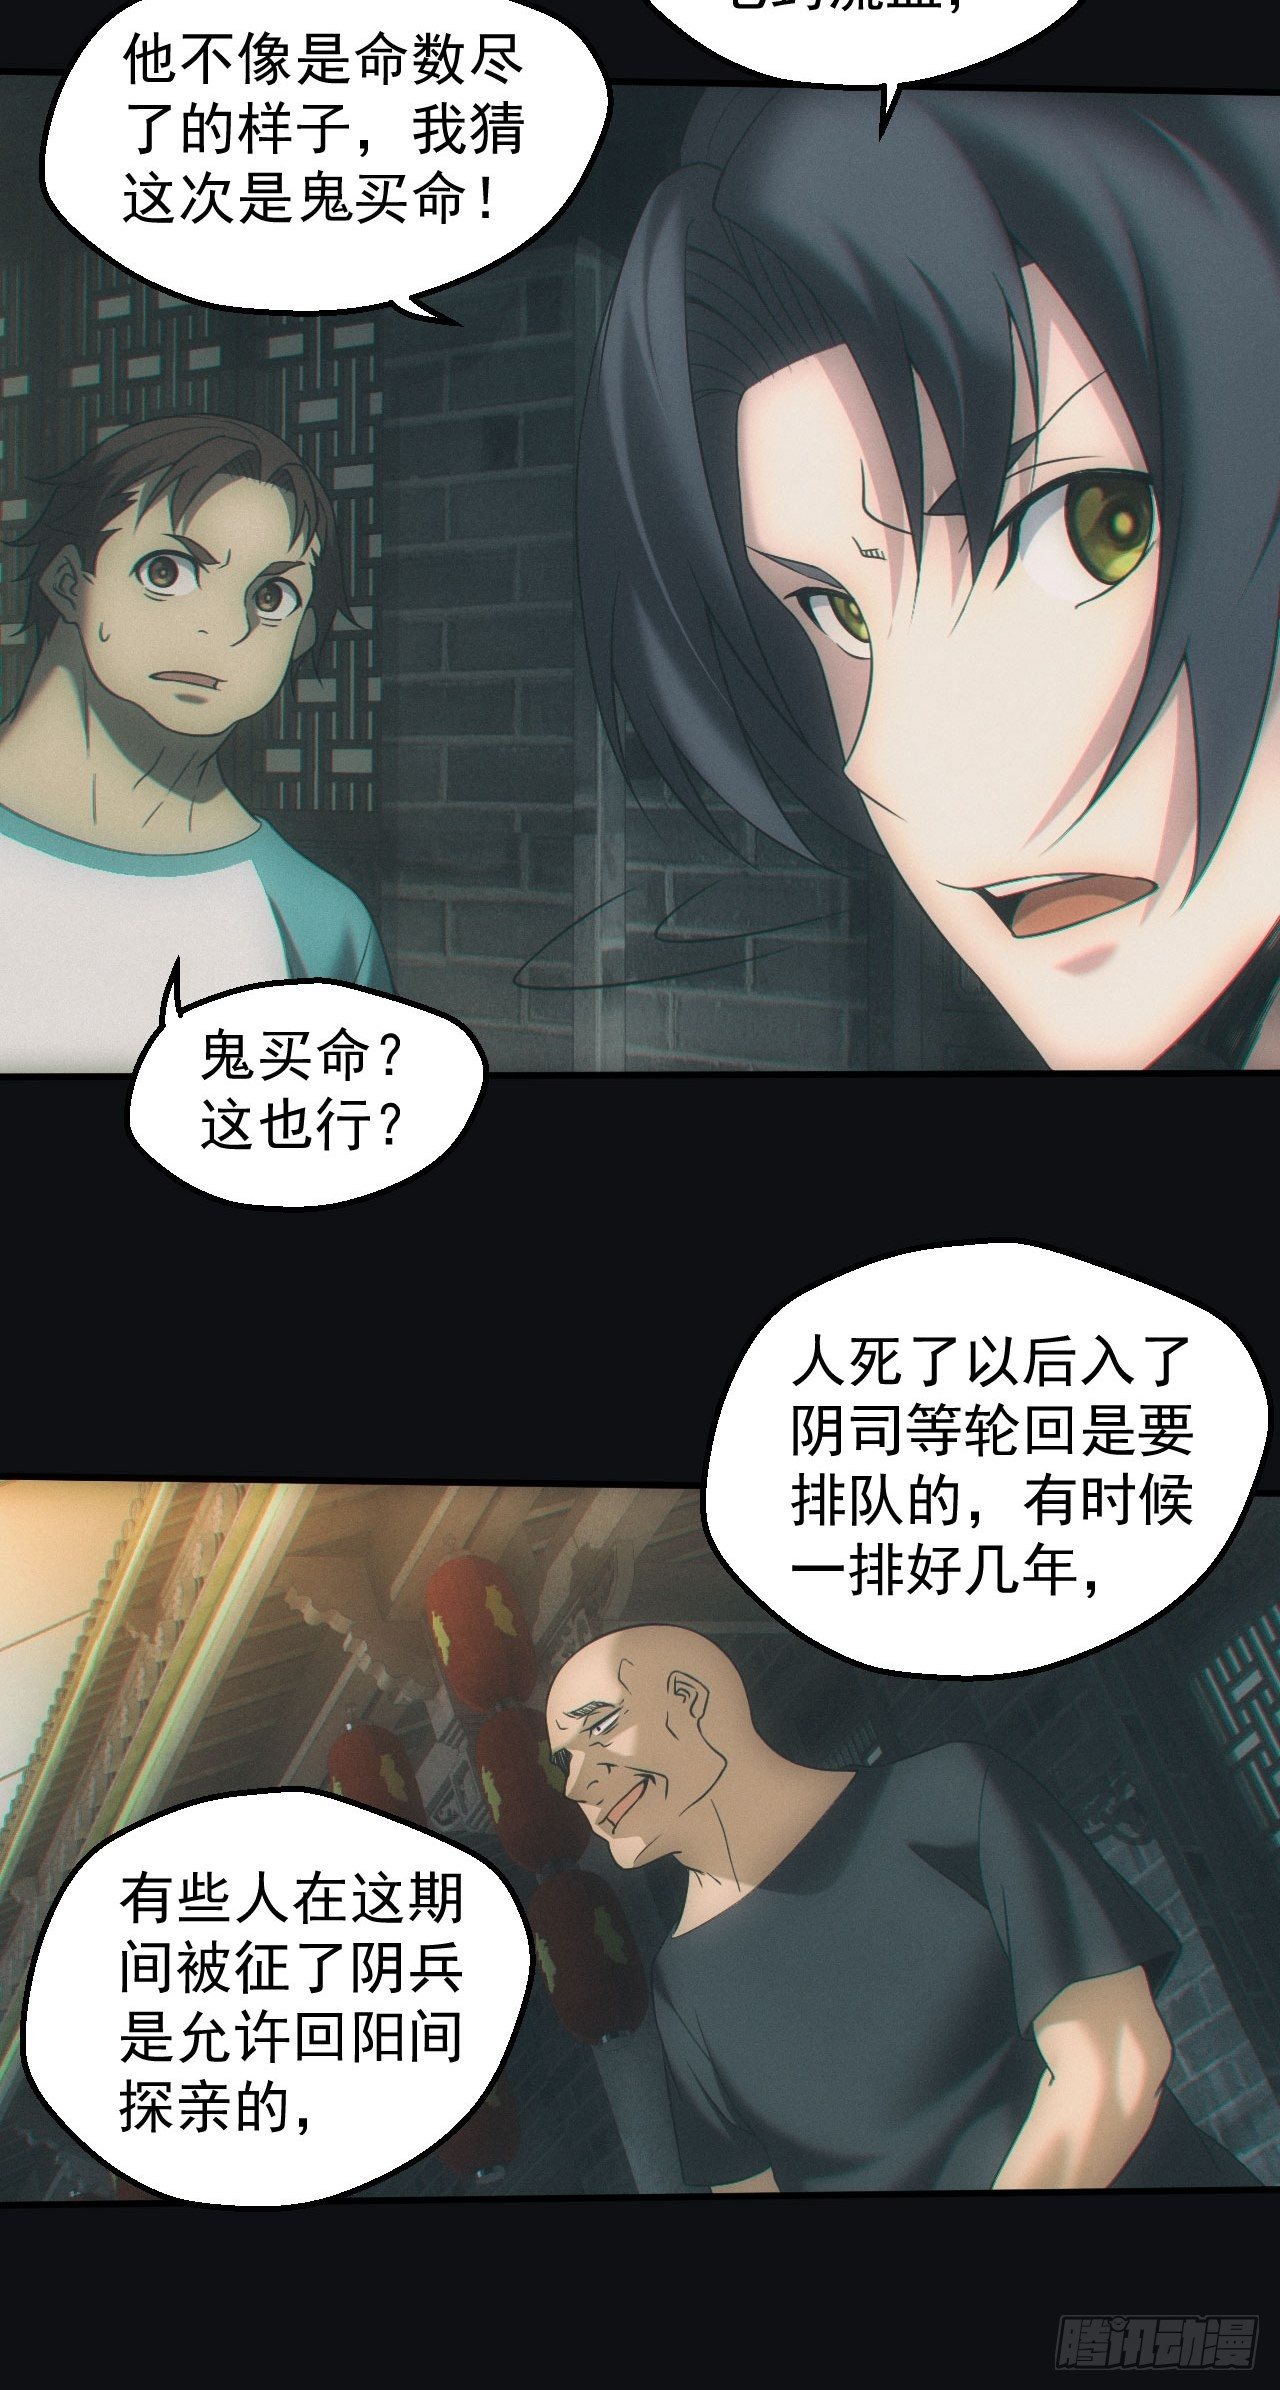 他不像是命数尽
了的样子，我猜
这次是鬼买命！
鬼买命？
这也行？
人死了以后入了
阴司等轮回是要
排队的，有时候
一排好几年，
有些人在这期
间被征了阴兵
是允许回阳间
探亲的，
腾讯动漫